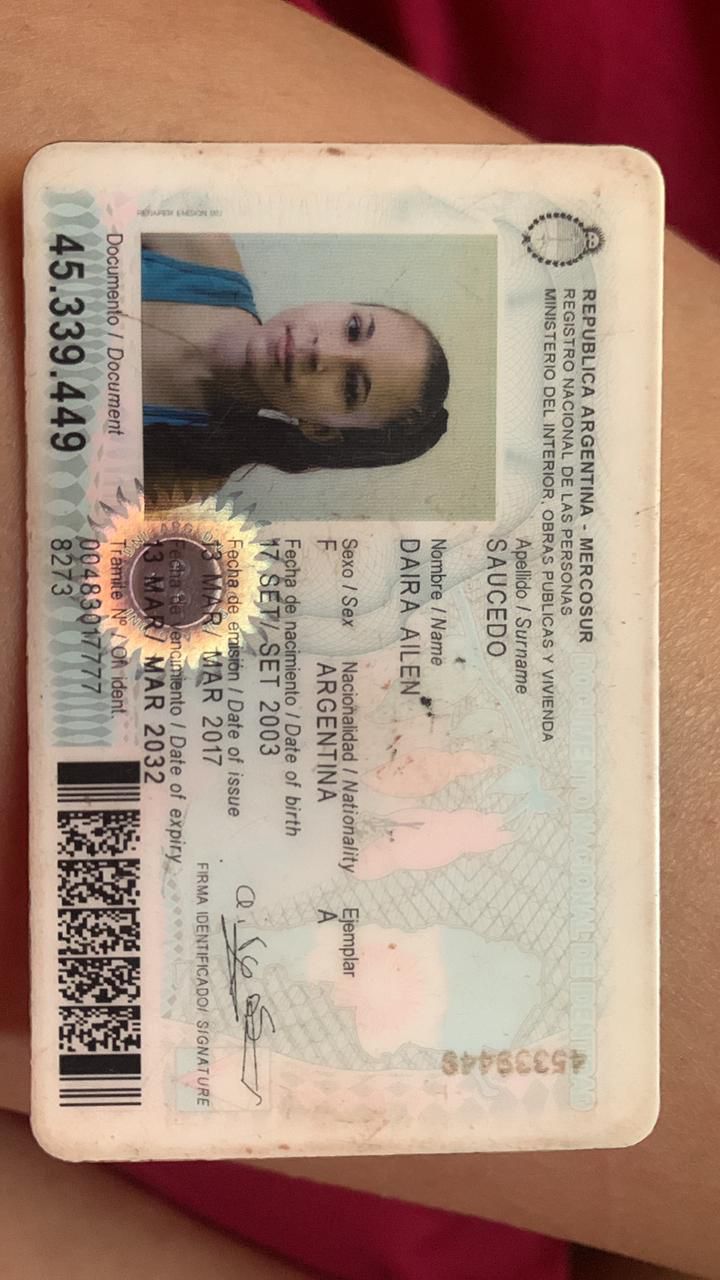 REPUBLICA ARGENTINA - MERCOSUR
DOCUMENTO NACIONAL DE IDENTIDAD
REGISTRO NACIONAL DE LAS PERSONAS
MINISTERIO DEL INTERIOR, OBRAS PUBLICAS Y VIVIENDA
45339449
Apellido / Surname
SAUCEDO
Nombre / Name
DAIRA AILEN
Sexo / Sex Nacionalidad / Nationality Ejemplar
F ARGENTINA A
Fecha de nacimiento / Date of birth
17 SET/ SET 2003
Fecha de emisión / Date of issue
13 MAR/ MAR 2017
FIRMA IDENTIFICADO/ SIGNATURE
Fecha de vencimiento / Date of expiry
13 MAR/ MAR 2032
Documento / Document
45.339.449
Trámite Nº / Of. ident.
00483017777
8273